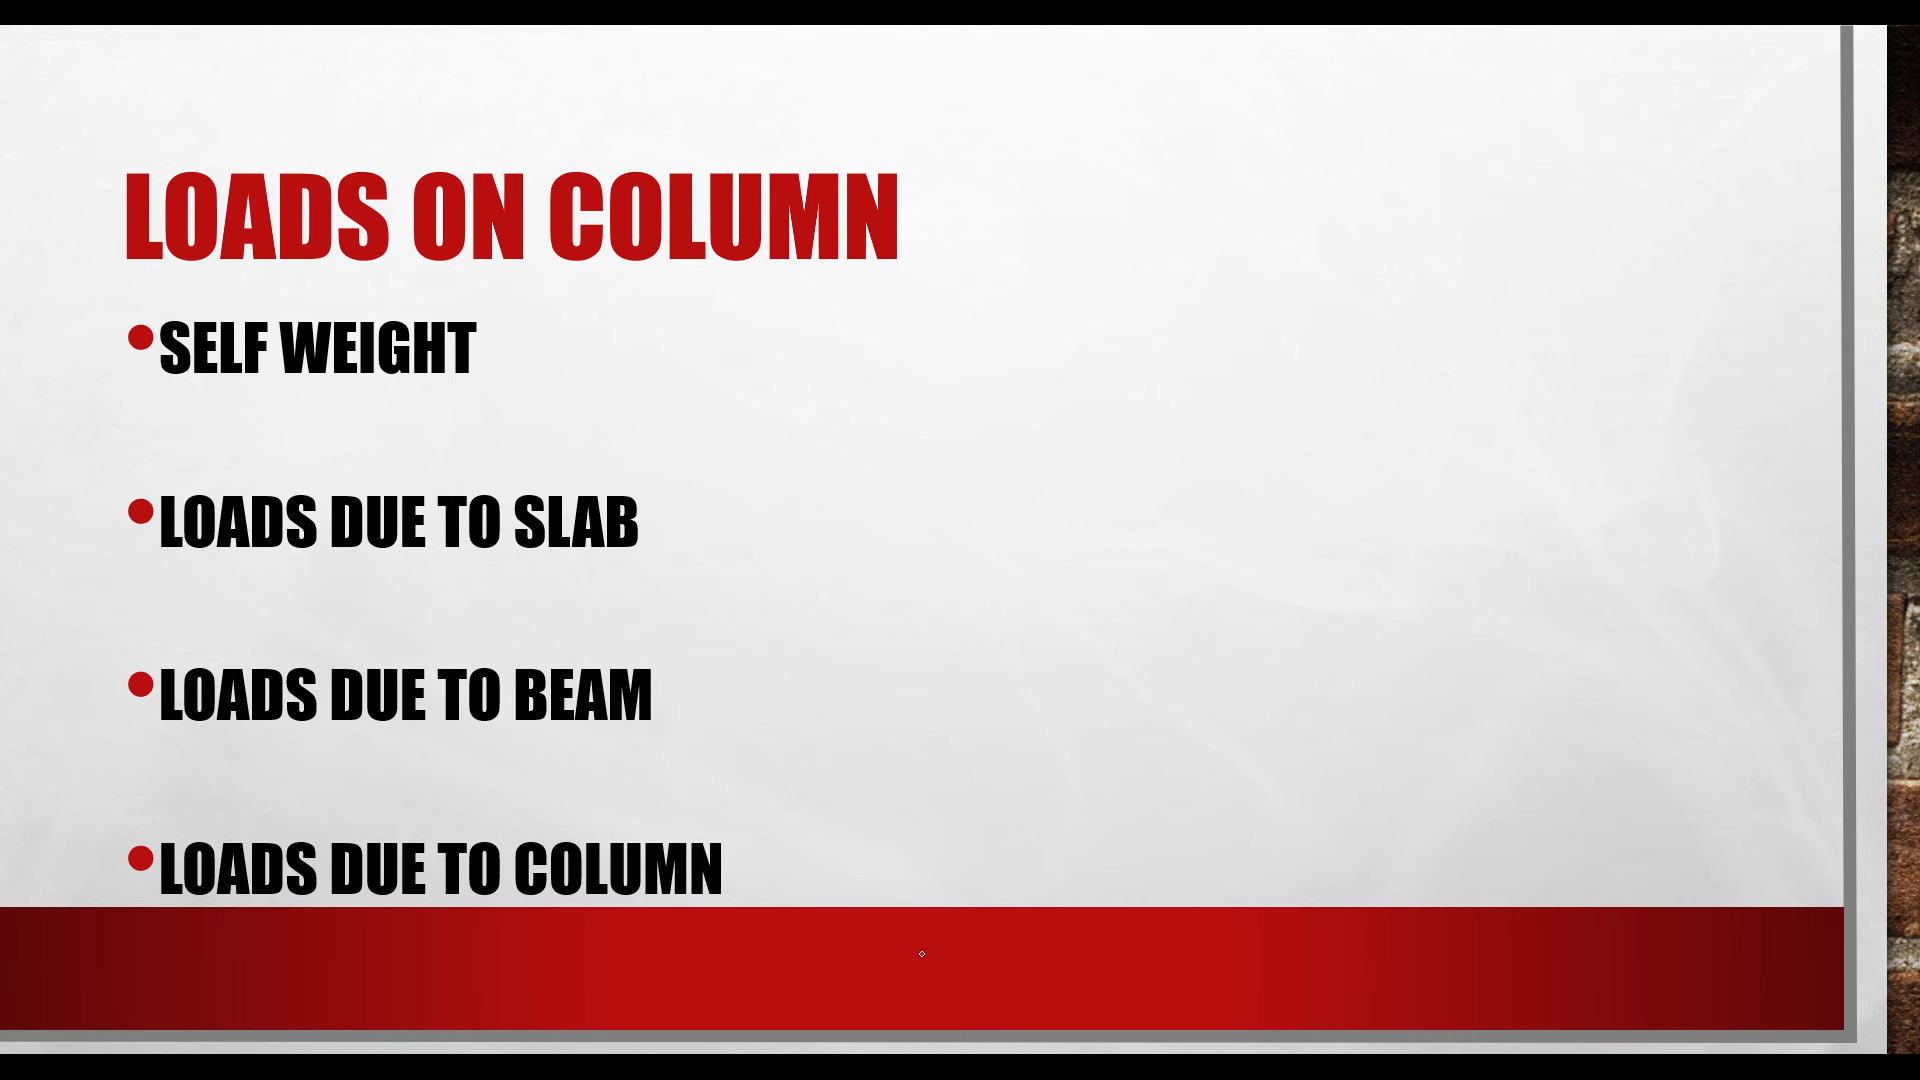 LOADS ON COLUMN
•SELF WEIGHT
•LOADS DUE TO SLAB
•LOADS DUE TO BEAM
•LOADS DUE TO COLUMN